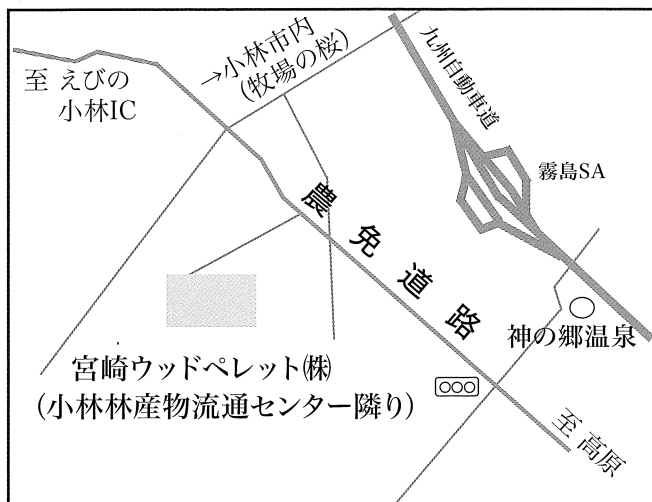 →小林市内
(牧場の桜)
九州自動車道
至 えびの
小林IC
霧島SA
農免道路
神の郷温泉
宮崎ウッドペレット㈱
(小林林産物流通センター隣り)
至 高原